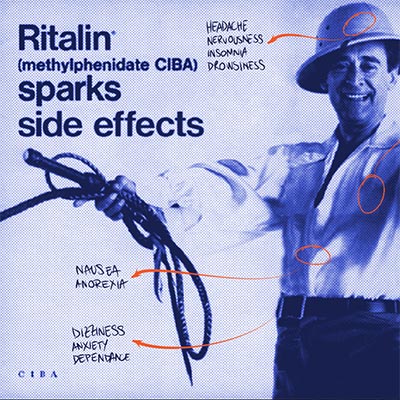 Ritalin®
(methylphenidate CIBA)
sparks
side effects
HEADACHE
NERVOUSNESS
INSOMNIA
DROWSINESS
NAUSEA
ANOREXIA
DIZZINESS
ANXIETY
DEPENDANCE
CIBA